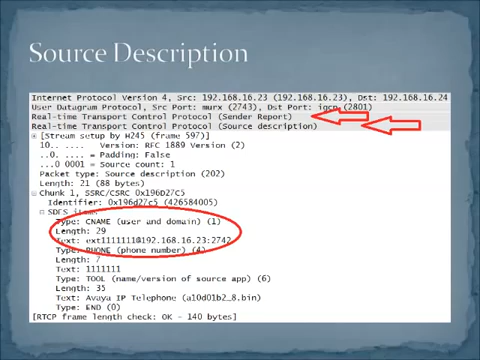 Source Description
Internet Protocol Version 4, Src: 192.168.16.23 (192.168.16.23), Dst: 192.168.16.24
User Datagram Protocol, Src Port: murx (2743), Dst Port: igcp (2801)
Real-time Transport Control Protocol (Sender Report)
Real-time Transport Control Protocol (Source description)
[Stream setup by H245 (frame 597)]
10.. .... = Version: RFC 1889 Version (2)
..0. .... = Padding: False
...0 0001 = Source count: 1
Packet type: Source description (202)
Length: 21 (88 bytes)
Chunk 1, SSRC/CSRC 0x196D27C5
Identifier: 0x196d27c5 (426584005)
SDES items
Type: CNAME (user and domain) (1)
Length: 29
Text: ext1111111@192.168.16.23:2742
Type: PHONE (phone number) (4)
Length: 7
Text: 1111111
Type: TOOL (name/version of source app) (6)
Length: 35
Text: Avaya IP Telephone (a10d01b2_8.bin)
Type: END (0)
[RTCP frame length check: OK - 140 bytes]